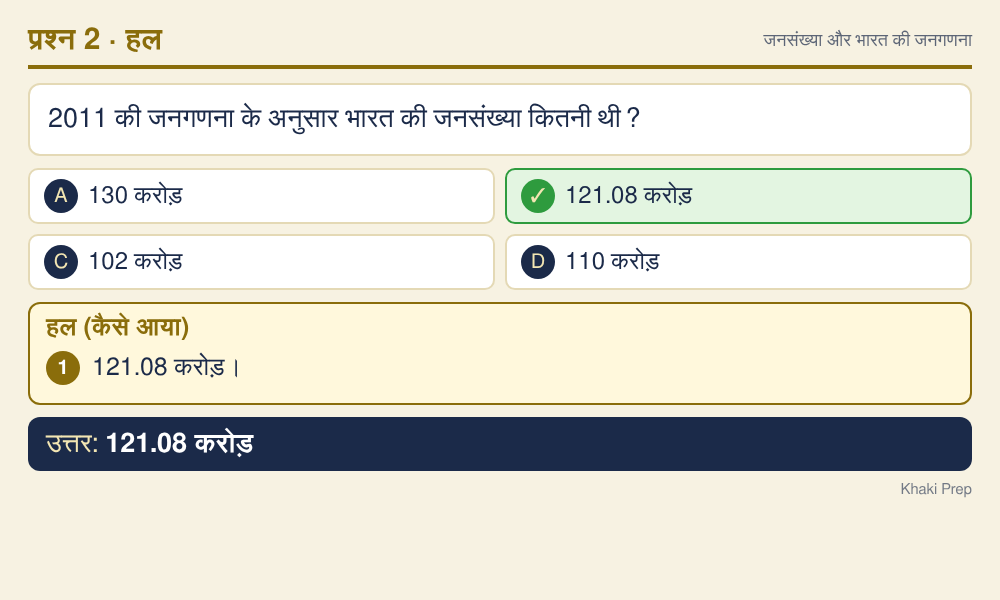 प्रश्न 2 · हल
जनसंख्या और भारत की जनगणना
2011 की जनगणना के अनुसार भारत की जनसंख्या कितनी थी ?
A 130 करोड़
✓ 121.08 करोड़
C 102 करोड़
D 110 करोड़
हल (कैसे आया)
1 121.08 करोड़ ।
उत्तर: 121.08 करोड़
Khaki Prep